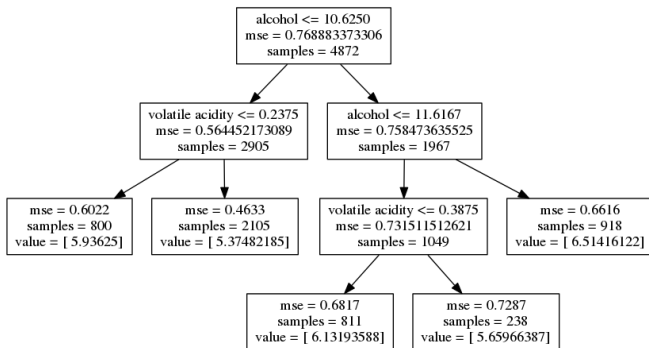 alcohol <= 10.6250
mse = 0.768883373306
samples = 4872
volatile acidity <= 0.2375
mse = 0.564452173089
samples = 2905
alcohol <= 11.6167
mse = 0.758473635525
samples = 1967
mse = 0.6022
samples = 800
value = [ 5.93625]
mse = 0.4633
samples = 2105
value = [ 5.37482185]
volatile acidity <= 0.3875
mse = 0.731511512621
samples = 1049
mse = 0.6616
samples = 918
value = [ 6.51416122]
mse = 0.6817
samples = 811
value = [ 6.13193588]
mse = 0.7287
samples = 238
value = [ 5.65966387]